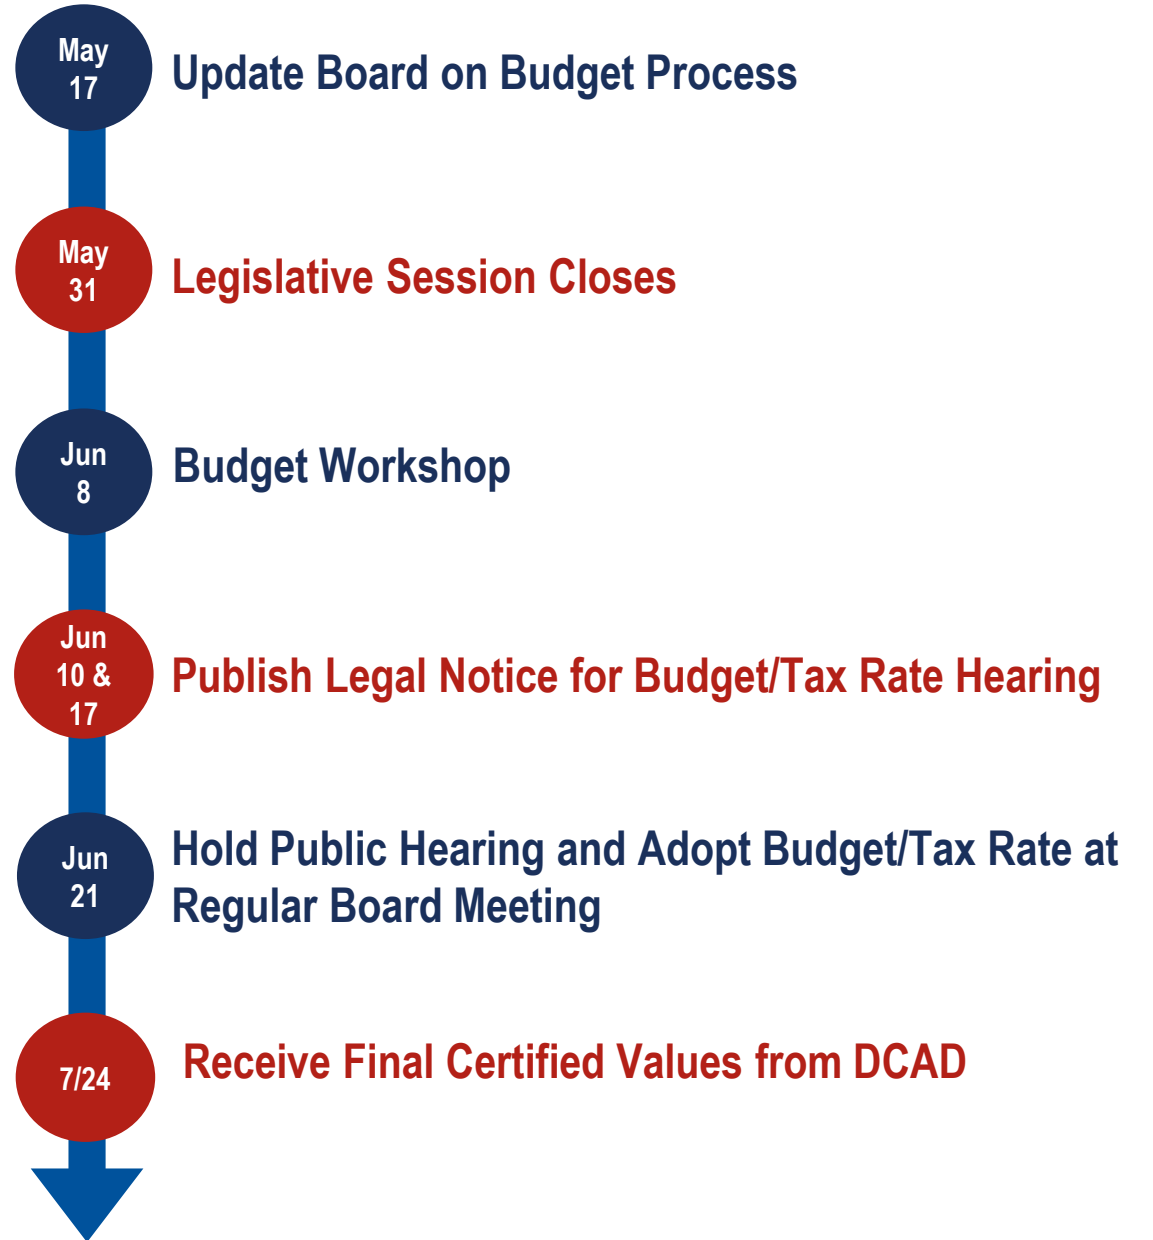 May
17
Update Board on Budget Process
May
31
Legislative Session Closes
Jun
8
Budget Workshop
Jun
10 &
17
Publish Legal Notice for Budget/Tax Rate Hearing
Jun
21
Hold Public Hearing and Adopt Budget/Tax Rate at
Regular Board Meeting
7/24
Receive Final Certified Values from DCAD